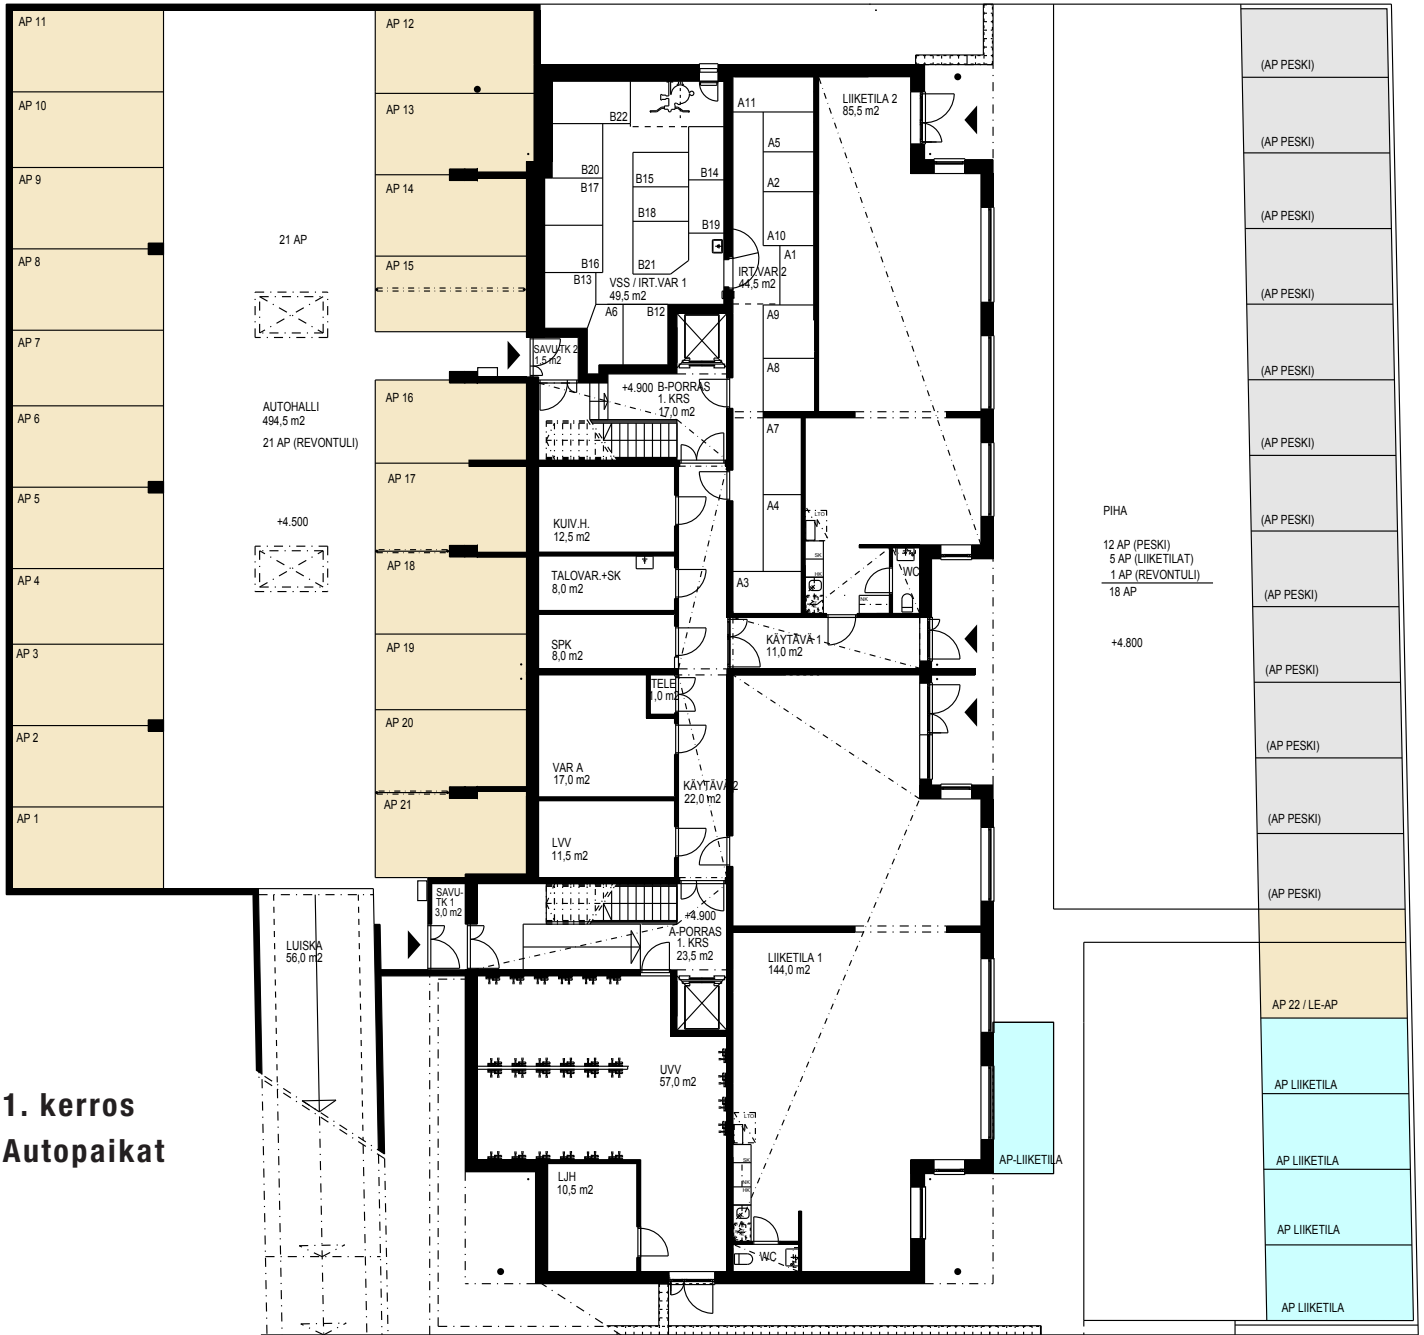 AP 11
AP 10
AP 9
AP 8
AP 7
AP 6
AP 5
AP 4
AP 3
AP 2
AP 1
21 AP
AUTOHALLI
494,5 m2
21 AP (REVONTULI)
+4.500
AP 12
AP 13
AP 14
AP 15
AP 16
AP 17
AP 18
AP 19
AP 20
AP 21
B22
B20
B17
B16
B13
B15
B18
B21
B14
B19
VSS / IRT.VAR 1
49,5 m2
A6
B12
SAVU-TK 2
1,5 m2
+4.900
B-PORRAS
1. KRS
17,0 m2
A11
A5
A2
A10
A1
IRT.VAR 2
44,5 m2
A9
A8
A7
A4
A3
LIIKETILA 2
85,5 m2
LTO
SK
HK
NK
WC
KUIV.H.
12,5 m2
TALOVAR.+SK
8,0 m2
SPK
8,0 m2
TELE
1,0 m2
VAR A
17,0 m2
KÄYTÄVÄ 2
22,0 m2
LVV
11,5 m2
KÄYTÄVÄ 1
11,0 m2
SAVU-
TK 1
3,0 m2
+4.900
A-PORRAS
1. KRS
23,5 m2
LUISKA
56,0 m2
LIIKETILA 1
144,0 m2
UVV
57,0 m2
LJH
10,5 m2
LTO
SK
NK
HK
WC
AP-LIIKETILA
PIHA
12 AP (PESKI)
5 AP (LIIKETILAT)
1 AP (REVONTULI)
18 AP
+4.800
(AP PESKI)
(AP PESKI)
(AP PESKI)
(AP PESKI)
(AP PESKI)
(AP PESKI)
(AP PESKI)
(AP PESKI)
(AP PESKI)
(AP PESKI)
(AP PESKI)
(AP PESKI)
AP 22 / LE-AP
AP LIIKETILA
AP LIIKETILA
AP LIIKETILA
AP LIIKETILA
1. kerros
Autopaikat